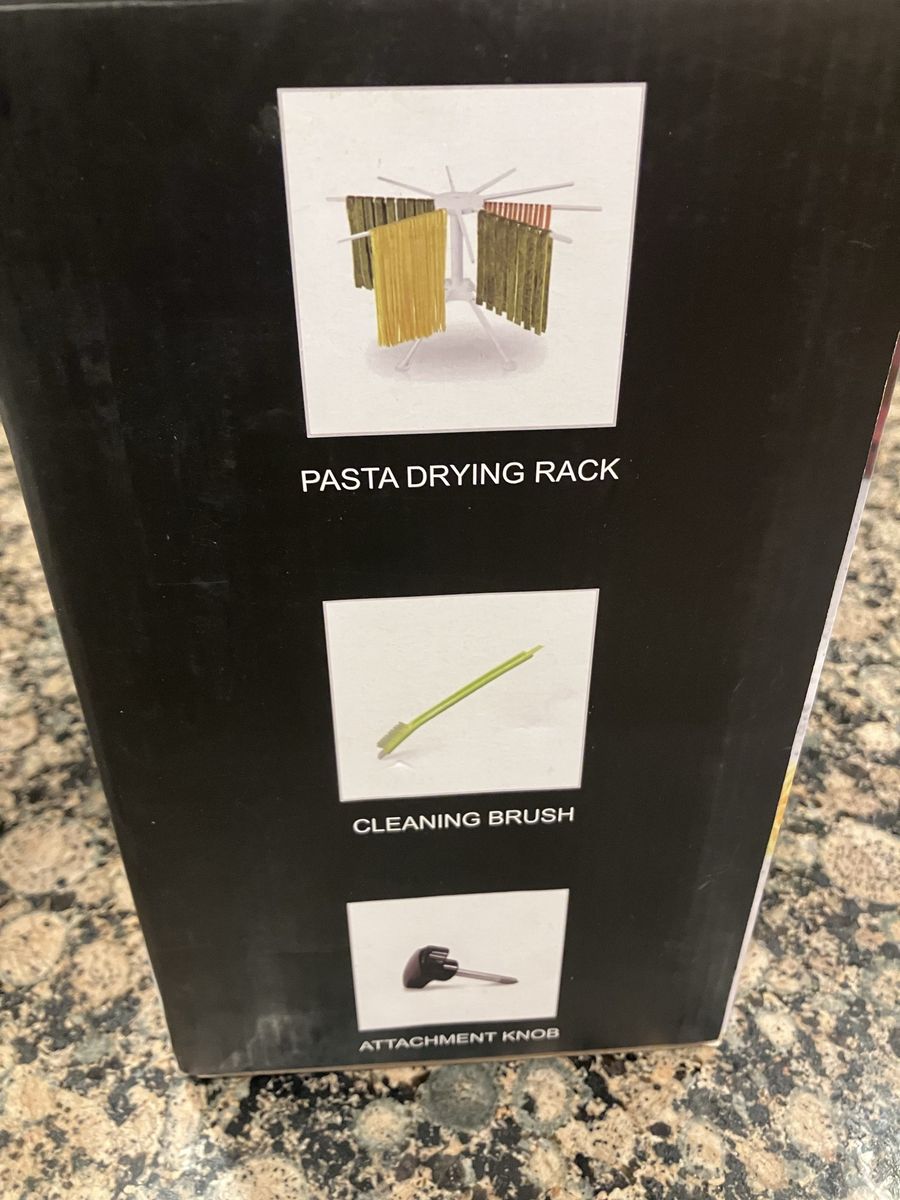 PASTA DRYING RACK
CLEANING BRUSH
ATTACHMENT KNOB